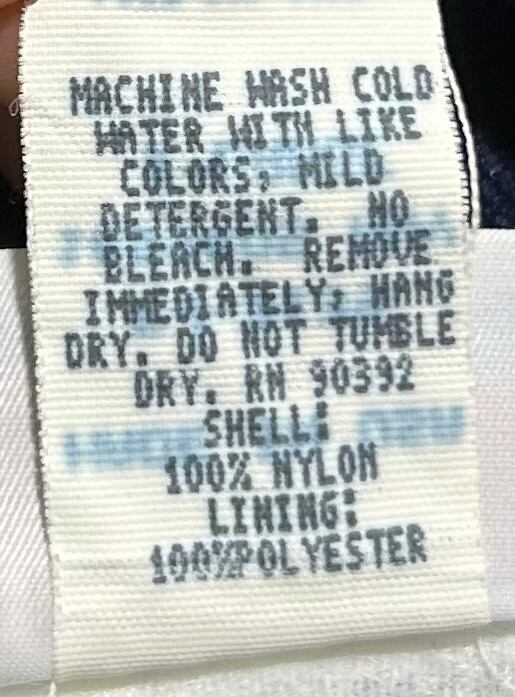 MACHINE WASH COLD
WATER WITH LIKE
COLORS, MILD
DETERGENT. NO
BLEACH. REMOVE
IMMEDIATELY, HANG
DRY. DO NOT TUMBLE
DRY. RN 90392
SHELL:
100% NYLON
LINING:
100%POLYESTER